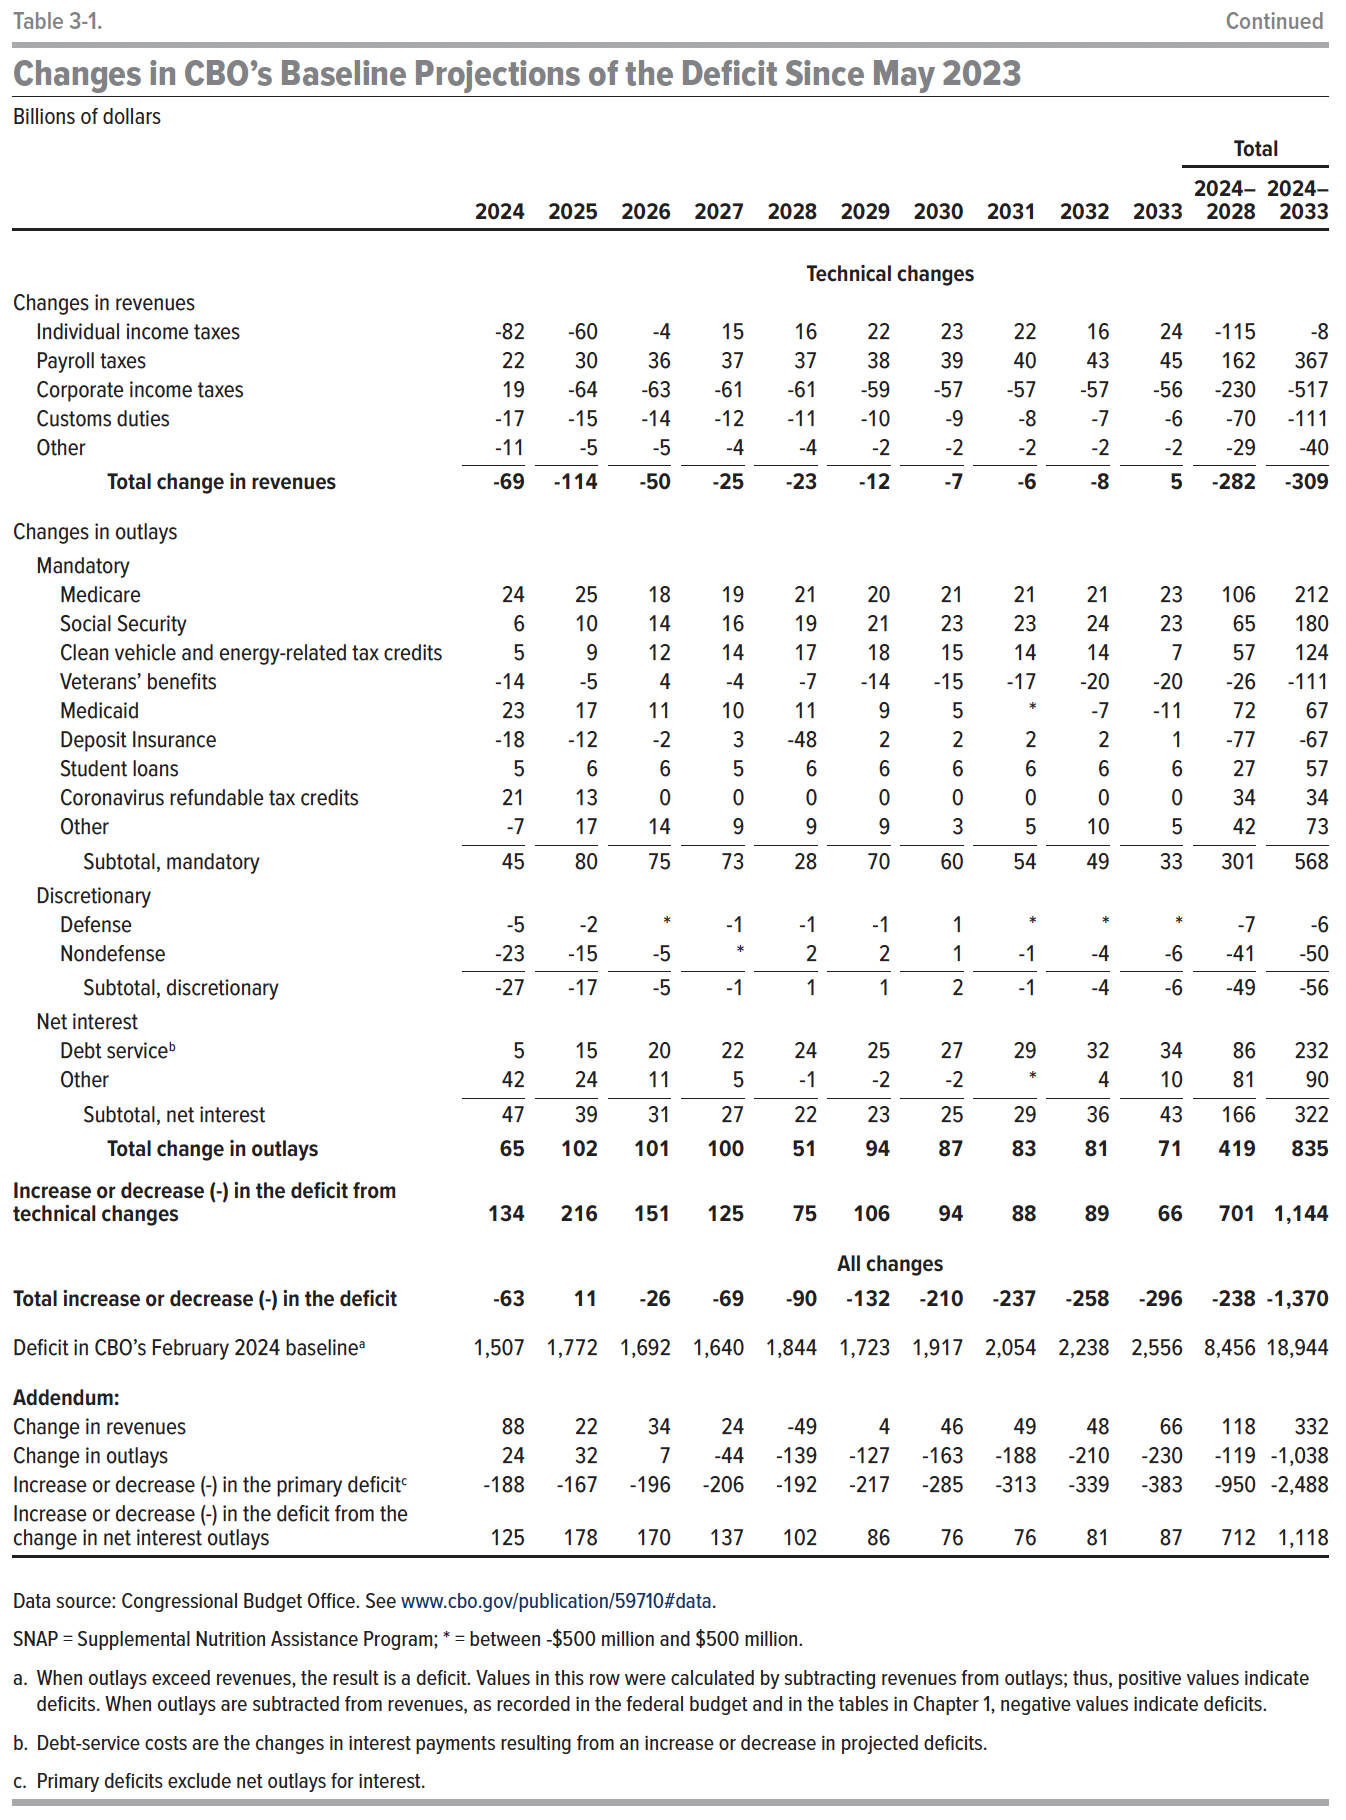 Table 3-1. Continued
Changes in CBO’s Baseline Projections of the Deficit Since May 2023
Billions of dollars
Total
2024– 2024–
2024 2025 2026 2027 2028 2029 2030 2031 2032 2033 2028 2033
Technical changes
Changes in revenues
Individual income taxes -82 -60 -4 15 16 22 23 22 16 24 -115 -8
Payroll taxes 22 30 36 37 37 38 39 40 43 45 162 367
Corporate income taxes 19 -64 -63 -61 -61 -59 -57 -57 -57 -56 -230 -517
Customs duties -17 -15 -14 -12 -11 -10 -9 -8 -7 -6 -70 -111
Other -11 -5 -5 -4 -4 -2 -2 -2 -2 -2 -29 -40
Total change in revenues -69 -114 -50 -25 -23 -12 -7 -6 -8 5 -282 -309
Changes in outlays
Mandatory
Medicare 24 25 18 19 21 20 21 21 21 23 106 212
Social Security 6 10 14 16 19 21 23 23 24 23 65 180
Clean vehicle and energy-related tax credits 5 9 12 14 17 18 15 14 14 7 57 124
Veterans’ benefits -14 -5 4 -4 -7 -14 -15 -17 -20 -20 -26 -111
Medicaid 23 17 11 10 11 9 5 * -7 -11 72 67
Deposit Insurance -18 -12 -2 3 -48 2 2 2 2 1 -77 -67
Student loans 5 6 6 5 6 6 6 6 6 6 27 57
Coronavirus refundable tax credits 21 13 0 0 0 0 0 0 0 0 34 34
Other -7 17 14 9 9 9 3 5 10 5 42 73
Subtotal, mandatory 45 80 75 73 28 70 60 54 49 33 301 568
Discretionary
Defense -5 -2 * -1 -1 -1 1 * * * -7 -6
Nondefense -23 -15 -5 * 2 2 1 -1 -4 -6 -41 -50
Subtotal, discretionary -27 -17 -5 -1 1 1 2 -1 -4 -6 -49 -56
Net interest
Debt serviceᵇ 5 15 20 22 24 25 27 29 32 34 86 232
Other 42 24 11 5 -1 -2 -2 * 4 10 81 90
Subtotal, net interest 47 39 31 27 22 23 25 29 36 43 166 322
Total change in outlays 65 102 101 100 51 94 87 83 81 71 419 835
Increase or decrease (-) in the deficit from
technical changes 134 216 151 125 75 106 94 88 89 66 701 1,144
All changes
Total increase or decrease (-) in the deficit -63 11 -26 -69 -90 -132 -210 -237 -258 -296 -238 -1,370
Deficit in CBO’s February 2024 baselineᵃ 1,507 1,772 1,692 1,640 1,844 1,723 1,917 2,054 2,238 2,556 8,456 18,944
Addendum:
Change in revenues 88 22 34 24 -49 4 46 49 48 66 118 332
Change in outlays 24 32 7 -44 -139 -127 -163 -188 -210 -230 -119 -1,038
Increase or decrease (-) in the primary deficitᶜ -188 -167 -196 -206 -192 -217 -285 -313 -339 -383 -950 -2,488
Increase or decrease (-) in the deficit from the
change in net interest outlays 125 178 170 137 102 86 76 76 81 87 712 1,118
Data source: Congressional Budget Office. See www.cbo.gov/publication/59710#data.
SNAP = Supplemental Nutrition Assistance Program; * = between -$500 million and $500 million.
a. When outlays exceed revenues, the result is a deficit. Values in this row were calculated by subtracting revenues from outlays; thus, positive values indicate
deficits. When outlays are subtracted from revenues, as recorded in the federal budget and in the tables in Chapter 1, negative values indicate deficits.
b. Debt-service costs are the changes in interest payments resulting from an increase or decrease in projected deficits.
c. Primary deficits exclude net outlays for interest.